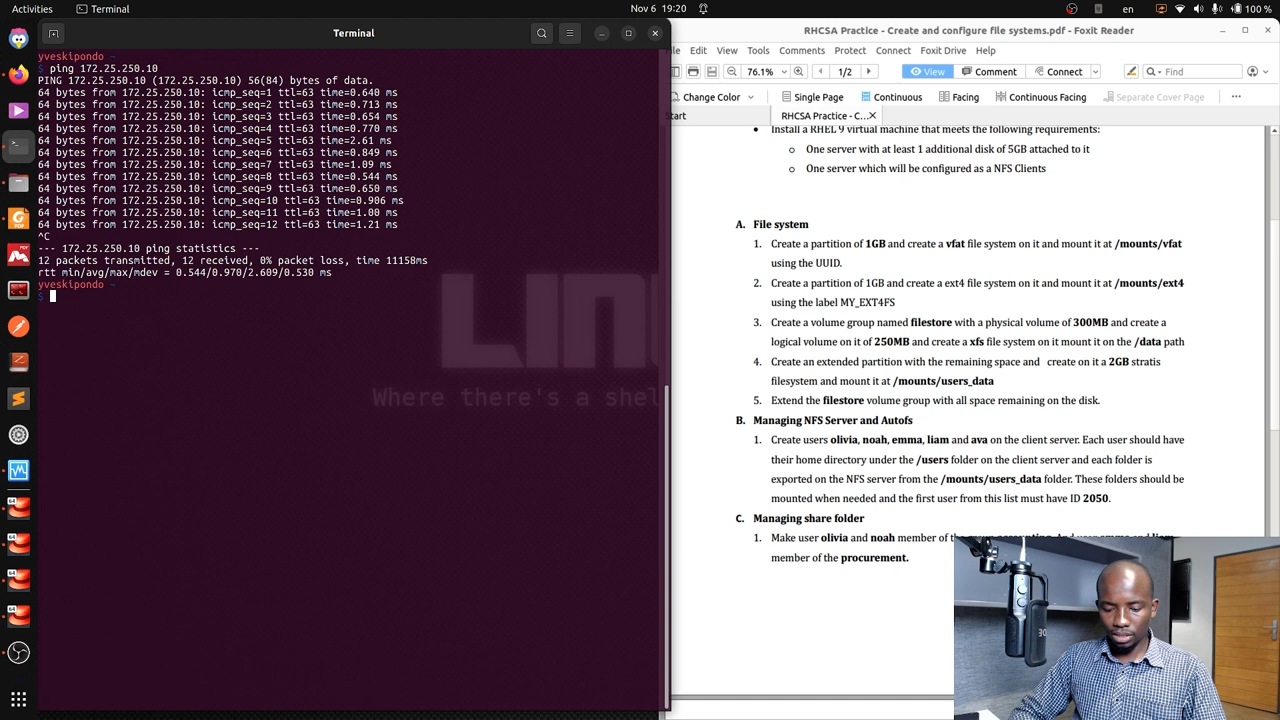 Nov 6 19:20
Terminal
yveskipondo ~
$ ping 172.25.250.10
PING 172.25.250.10 (172.25.250.10) 56(84) bytes of data.
64 bytes from 172.25.250.10: icmp_seq=1 ttl=63 time=0.640 ms
64 bytes from 172.25.250.10: icmp_seq=2 ttl=63 time=0.713 ms
64 bytes from 172.25.250.10: icmp_seq=3 ttl=63 time=0.654 ms
64 bytes from 172.25.250.10: icmp_seq=4 ttl=63 time=0.770 ms
64 bytes from 172.25.250.10: icmp_seq=5 ttl=63 time=2.61 ms
64 bytes from 172.25.250.10: icmp_seq=6 ttl=63 time=0.849 ms
64 bytes from 172.25.250.10: icmp_seq=7 ttl=63 time=1.09 ms
64 bytes from 172.25.250.10: icmp_seq=8 ttl=63 time=0.544 ms
64 bytes from 172.25.250.10: icmp_seq=9 ttl=63 time=0.650 ms
64 bytes from 172.25.250.10: icmp_seq=10 ttl=63 time=0.906 ms
64 bytes from 172.25.250.10: icmp_seq=11 ttl=63 time=1.00 ms
64 bytes from 172.25.250.10: icmp_seq=12 ttl=63 time=1.21 ms
^C
--- 172.25.250.10 ping statistics ---
12 packets transmitted, 12 received, 0% packet loss, time 11158ms
rtt min/avg/max/mdev = 0.544/0.970/2.609/0.530 ms
yveskipondo ~
$
LINU
Where there's a shel
RHCSA Practice - Create and configure file systems.pdf - Foxit Reader
ile Edit View Tools Comments Protect Connect Foxit Drive Help
76.1% 1/2 View Comment Connect Find
Change Color Single Page Continuous Facing Continuous Facing Separate Cover Page
Start RHCSA Practice - C...
• Install a RHEL 9 virtual machine that meets the following requirements:
o One server with at least 1 additional disk of 5GB attached to it
o One server which will be configured as a NFS Clients
A. File system
1. Create a partition of 1GB and create a vfat file system on it and mount it at /mounts/vfat
using the UUID.
2. Create a partition of 1GB and create a ext4 file system on it and mount it at /mounts/ext4
using the label MY_EXT4FS
3. Create a volume group named filestore with a physical volume of 300MB and create a
logical volume on it of 250MB and create a xfs file system on it mount it on the /data path
4. Create an extended partition with the remaining space and create on it a 2GB stratis
filesystem and mount it at /mounts/users_data
5. Extend the filestore volume group with all space remaining on the disk.
B. Managing NFS Server and Autofs
1. Create users olivia, noah, emma, liam and ava on the client server. Each user should have
their home directory under the /users folder on the client server and each folder is
exported on the NFS server from the /mounts/users_data folder. These folders should be
mounted when needed and the first user from this list must have ID 2050.
C. Managing share folder
1. Make user olivia and noah member of
member of the procurement.